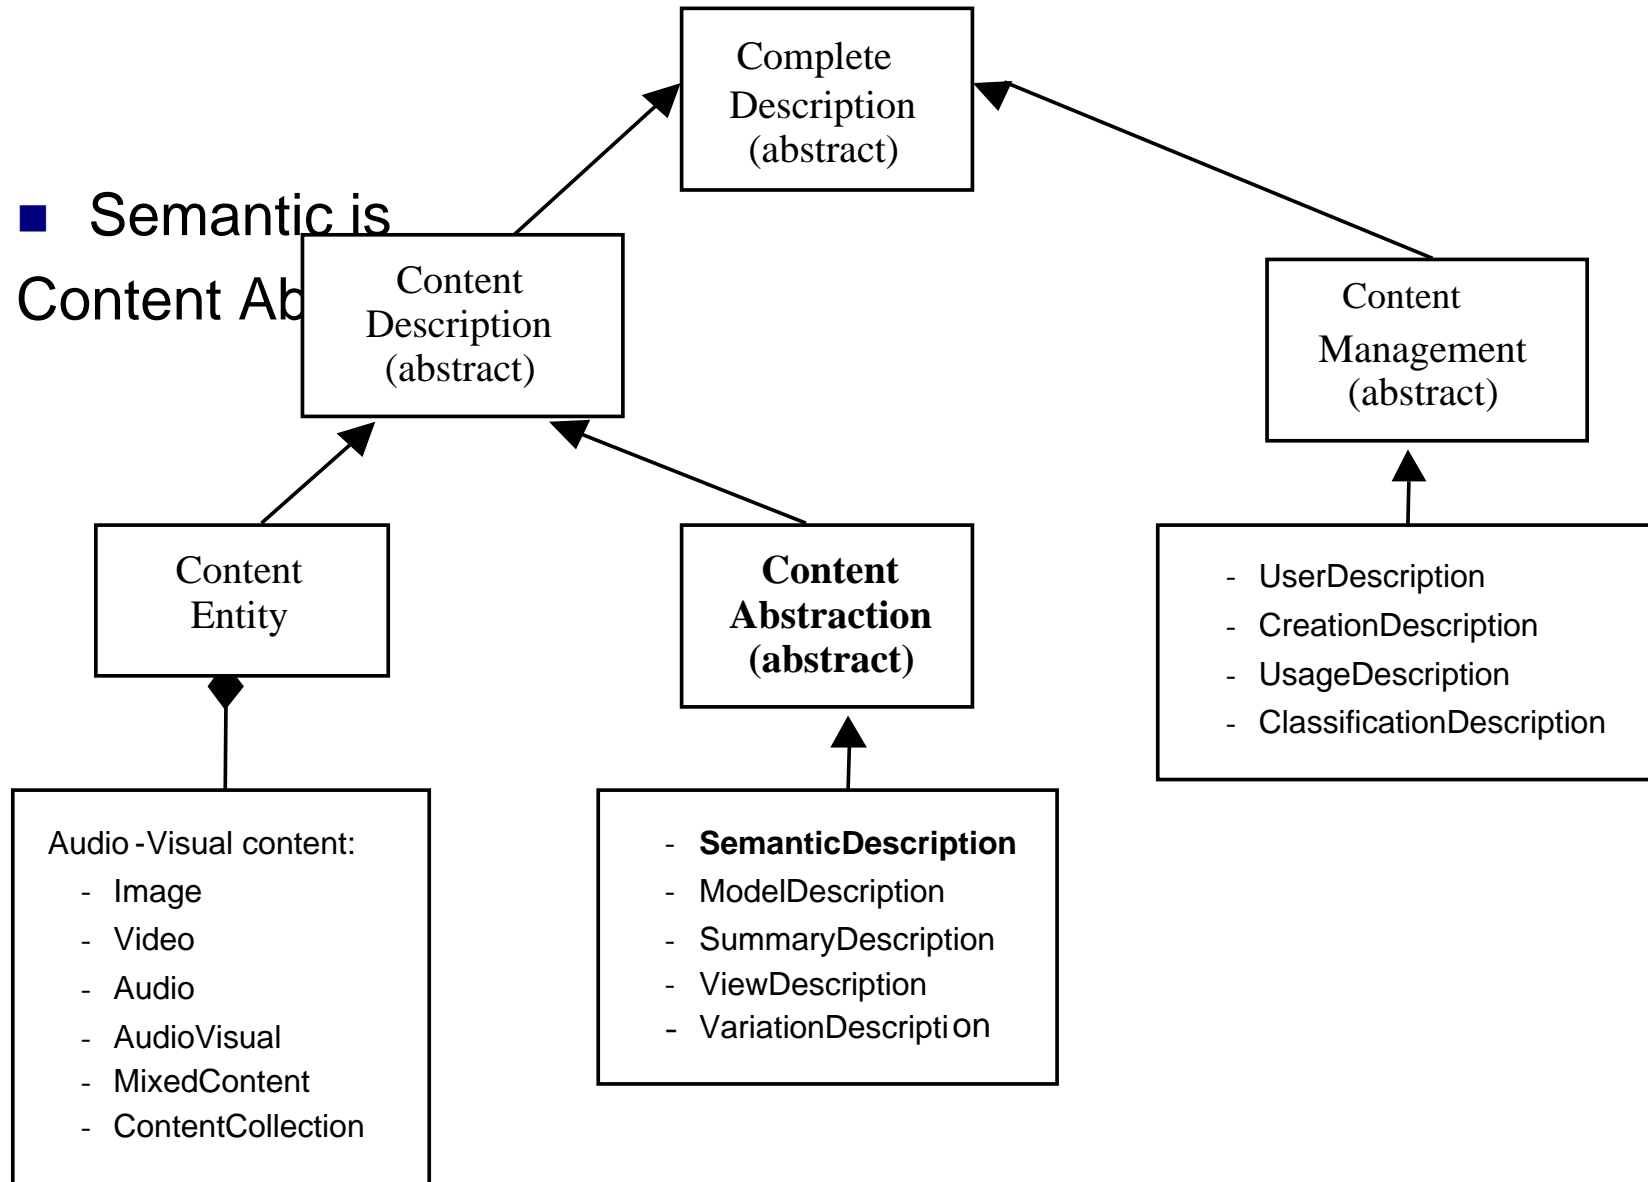 Complete
Description
(abstract)
■ Semantic is
Content Ab
Content
Description
(abstract)
Content
Management
(abstract)
Content
Entity
Content
Abstraction
(abstract)
- UserDescription
- CreationDescription
- UsageDescription
- ClassificationDescription
Audio-Visual content:
- Image
- Video
- Audio
- AudioVisual
- MixedContent
- ContentCollection
- SemanticDescription
- ModelDescription
- SummaryDescription
- ViewDescription
- VariationDescription